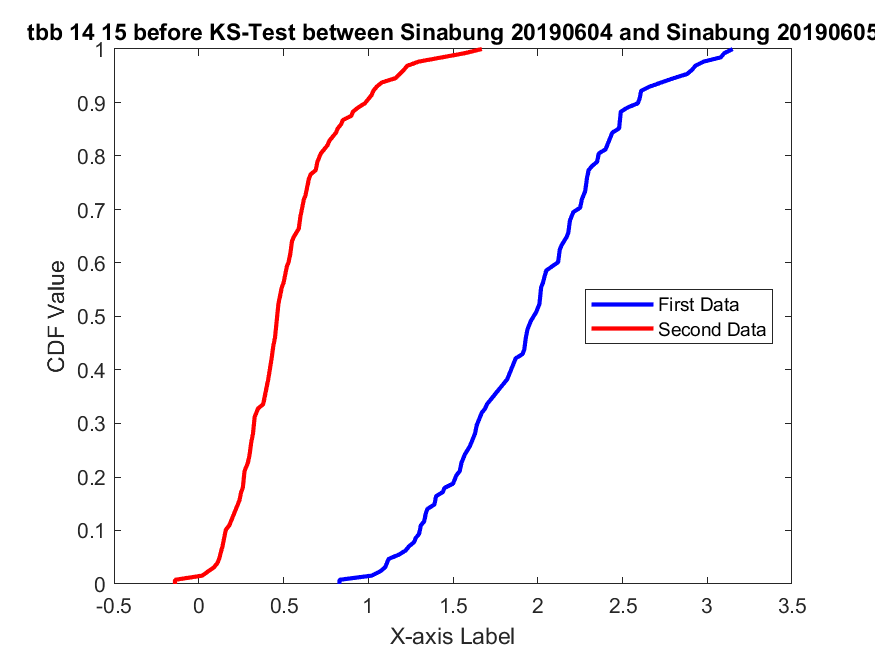 tbb 14 15 before KS-Test between Sinabung 20190604 and Sinabung 20190605
1
0.9
0.8
0.7
0.6
0.5
0.4
0.3
0.2
0.1
0
CDF Value
First Data
Second Data
-0.5 0 0.5 1 1.5 2 2.5 3 3.5
X-axis Label